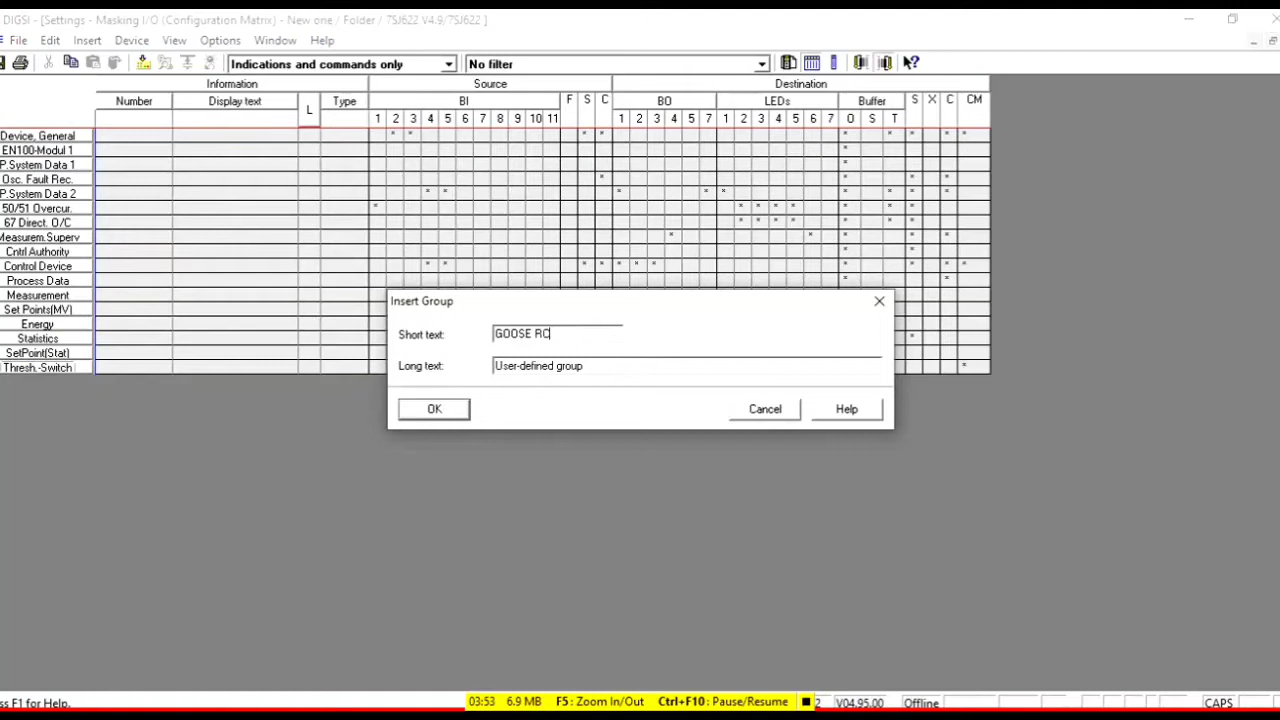 DIGSI - [Settings - Masking I/O (Configuration Matrix) - New one / Folder / 7SJ622 V4.9/7SJ622 ]
File Edit Insert Device View Options Window Help
Indications and commands only No filter
Information Source Destination
Number Display text L Type BI F S C BO LEDs Buffer S X C CM
1 2 3 4 5 6 7 8 9 10 11 1 2 3 4 5 7 1 2 3 4 5 6 7 O S T
Device, General * * * * * * * * *
EN100-Modul 1 *
P.System Data 1 *
Osc. Fault Rec. * * * *
P.System Data 2 * * * * * * * * *
50/51 Overcur. * * * * * * * *
67 Direct. O/C * * * * * * *
Measurem.Superv * * * * *
Cntrl Authority * *
Control Device * * * * * * * * * * *
Process Data * *
Measurement
Set Points(MV)
Energy
Statistics *
SetPoint(Stat)
Thresh.-Switch *
Insert Group
Short text: GOOSE RC
Long text: User-defined group
OK Cancel Help
ss F1 for Help. 03:53 6.9 MB F5: Zoom In/Out Ctrl+F10: Pause/Resume 2 V04.95.00 Offline CAPS